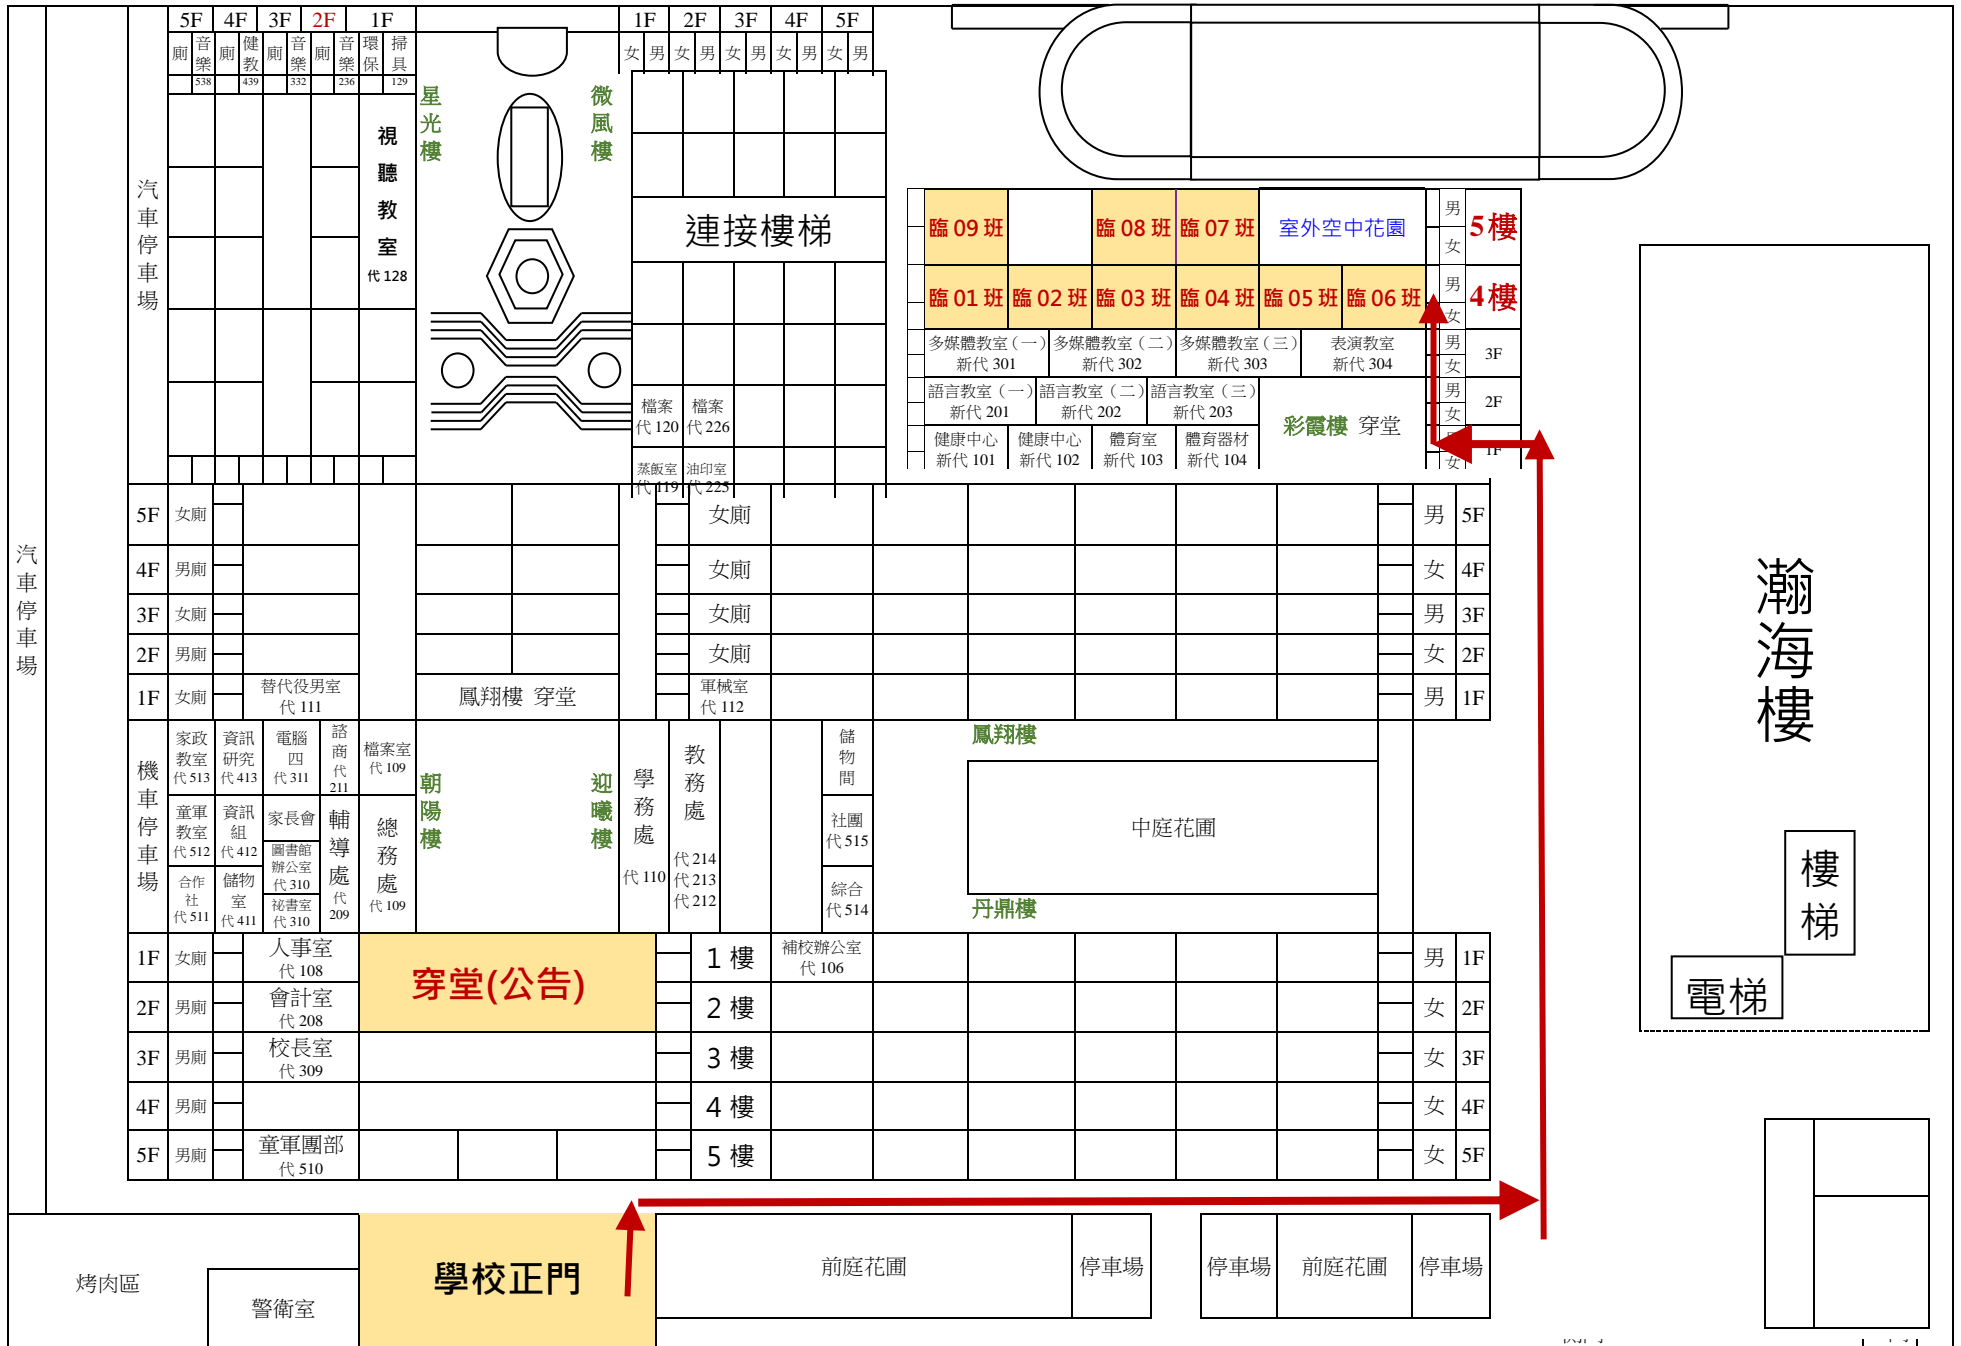 5F 4F 3F 2F 1F
廁 音樂 廁 健教 廁 音樂 廁 音樂 環保 掃具
538 439 332 236 129
1F 2F 3F 4F 5F
女 男 女 男 女 男 女 男 女 男
星光樓
微風樓
視聽教室
代 128
汽車停車場
連接樓梯
臨 09 班 臨 08 班 臨 07 班 室外空中花園 男 女 5樓
臨 01 班 臨 02 班 臨 03 班 臨 04 班 臨 05 班 臨 06 班 男 女 4樓
多媒體教室（一） 多媒體教室（二） 多媒體教室（三） 表演教室 男 女 3F
新代 301 新代 302 新代 303 新代 304
語言教室（一） 語言教室（二） 語言教室（三） 男 女 2F
新代 201 新代 202 新代 203
彩霞樓 穿堂
健康中心 健康中心 體育室 體育器材 女 1F
新代 101 新代 102 新代 103 新代 104
檔案 檔案
代 120 代 226
蒸飯室 油印室
代 119 代 225
汽車停車場
5F 女廁 女廁 男 5F
4F 男廁 女廁 女 4F
3F 女廁 女廁 男 3F
2F 男廁 女廁 女 2F
1F 女廁 替代役男室 鳳翔樓 穿堂 軍械室 男 1F
代 111 代 112
瀚海樓
機車停車場
家政教室
代 513
資訊研究
代 413
電腦四
代 311
諮商
代 211
檔案室
代 109
童軍教室
代 512
資訊組
代 412
家長會
圖書館辦公室
代 310
輔導處
代 209
總務處
代 109
合作社
代 511
儲物室
代 411
祕書室
代 310
朝陽樓
迎曦樓
學務處
代 110
教務處
代 214
代 213
代 212
儲物間
社團
代 515
綜合
代 514
鳳翔樓
中庭花圃
丹鼎樓
樓梯
電梯
1F 女廁 人事室 1 樓 補校辦公室 男 1F
代 108 代 106
穿堂(公告)
2F 男廁 會計室 2 樓 女 2F
代 208
3F 男廁 校長室 3 樓 女 3F
代 309
4F 男廁 4 樓 女 4F
5F 男廁 童軍團部 5 樓 女 5F
代 510
烤肉區
警衛室
學校正門
前庭花圃 停車場 停車場 前庭花圃 停車場